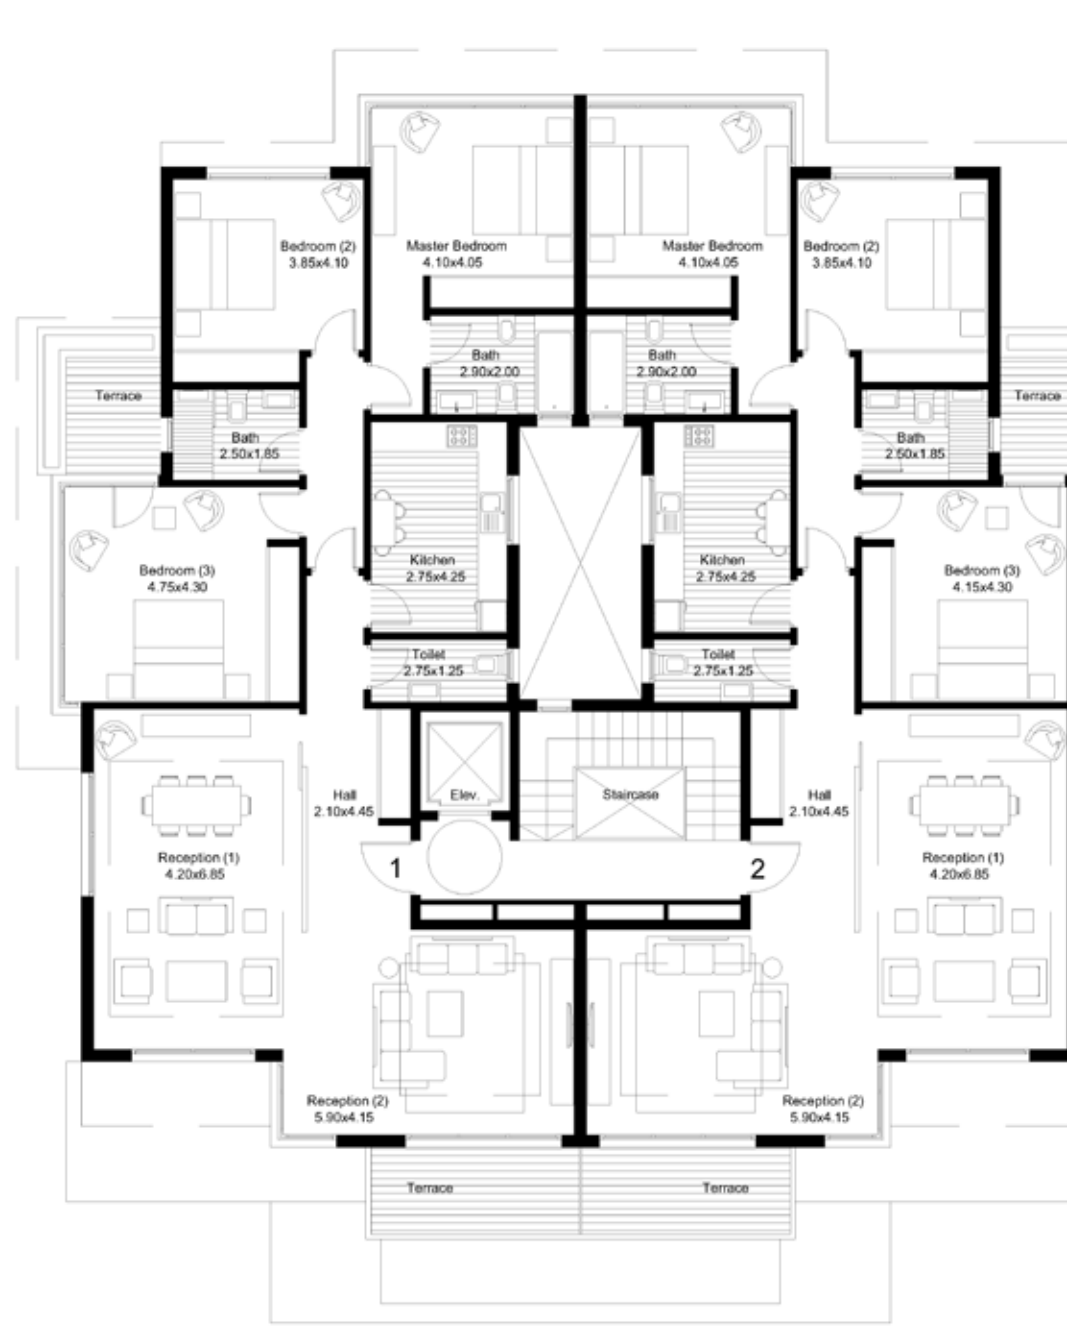 Bedroom (2)
3.85x4.10
Master Bedroom
4.10x4.05
Master Bedroom
4.10x4.05
Bedroom (2)
3.85x4.10
Bath
2.90x2.00
Bath
2.90x2.00
Terrace
Terrace
Bath
2.50x1.85
Bath
2.50x1.85
Bedroom (3)
4.75x4.30
Kitchen
2.75x4.25
Kitchen
2.75x4.25
Bedroom (3)
4.15x4.30
Toilet
2.75x1.25
Toilet
2.75x1.25
Hall
2.10x4.45
Elev.
Staircase
Hall
2.10x4.45
Reception (1)
4.20x6.85
1
2
Reception (1)
4.20x6.85
Reception (2)
5.90x4.15
Reception (2)
5.90x4.15
Terrace
Terrace